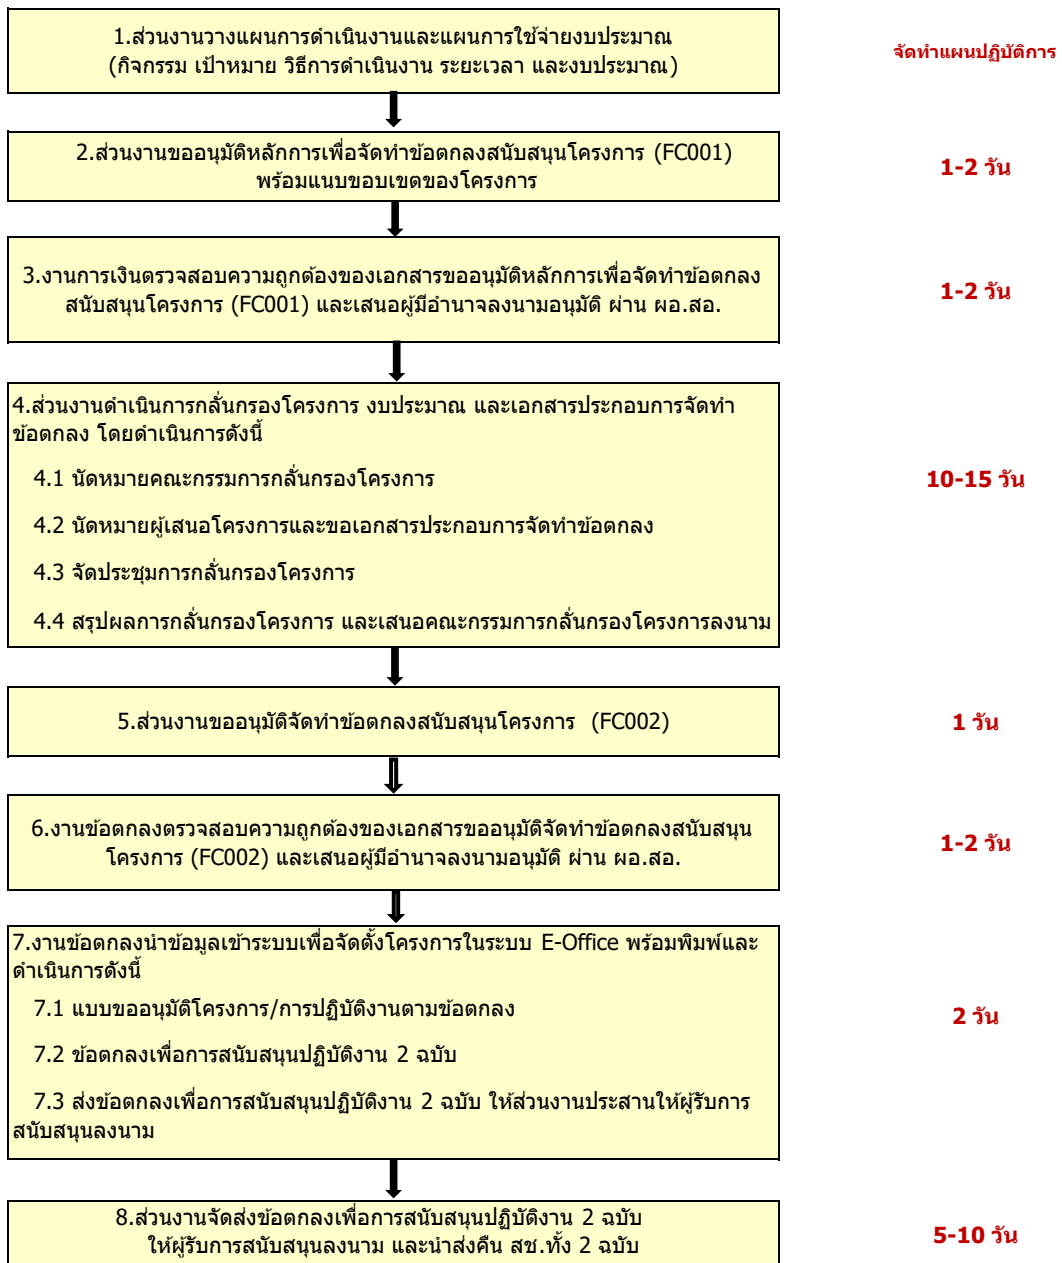 1.ส่วนงานวางแผนการดำเนินงานและแผนการใช้จ่ายงบประมาณ
(กิจกรรม เป้าหมาย วิธีการดำเนินงาน ระยะเวลา และงบประมาณ)
จัดทำแผนปฏิบัติการ
2.ส่วนงานขออนุมัติหลักการเพื่อจัดทำข้อตกลงสนับสนุนโครงการ (FC001)
พร้อมแนบขอบเขตของโครงการ
1-2 วัน
3.งานการเงินตรวจสอบความถูกต้องของเอกสารขออนุมัติหลักการเพื่อจัดทำข้อตกลง
สนับสนุนโครงการ (FC001) และเสนอผู้มีอำนาจลงนามอนุมัติ ผ่าน ผอ.สอ.
1-2 วัน
4.ส่วนงานดำเนินการกลั่นกรองโครงการ งบประมาณ และเอกสารประกอบการจัดทำ
ข้อตกลง โดยดำเนินการดังนี้
4.1 นัดหมายคณะกรรมการกลั่นกรองโครงการ
4.2 นัดหมายผู้เสนอโครงการและขอเอกสารประกอบการจัดทำข้อตกลง
4.3 จัดประชุมการกลั่นกรองโครงการ
4.4 สรุปผลการกลั่นกรองโครงการ และเสนอคณะกรรมการกลั่นกรองโครงการลงนาม
10-15 วัน
5.ส่วนงานขออนุมัติจัดทำข้อตกลงสนับสนุนโครงการ (FC002)
1 วัน
6.งานข้อตกลงตรวจสอบความถูกต้องของเอกสารขออนุมัติจัดทำข้อตกลงสนับสนุน
โครงการ (FC002) และเสนอผู้มีอำนาจลงนามอนุมัติ ผ่าน ผอ.สอ.
1-2 วัน
7.งานข้อตกลงนำข้อมูลเข้าระบบเพื่อจัดตั้งโครงการในระบบ E-Office พร้อมพิมพ์และ
ดำเนินการดังนี้
7.1 แบบขออนุมัติโครงการ/การปฏิบัติงานตามข้อตกลง
7.2 ข้อตกลงเพื่อการสนับสนุนปฏิบัติงาน 2 ฉบับ
7.3 ส่งข้อตกลงเพื่อการสนับสนุนปฏิบัติงาน 2 ฉบับ ให้ส่วนงานประสานให้ผู้รับการ
สนับสนุนลงนาม
2 วัน
8.ส่วนงานจัดส่งข้อตกลงเพื่อการสนับสนุนปฏิบัติงาน 2 ฉบับ
ให้ผู้รับการสนับสนุนลงนาม และนำส่งคืน สช.ทั้ง 2 ฉบับ
5-10 วัน